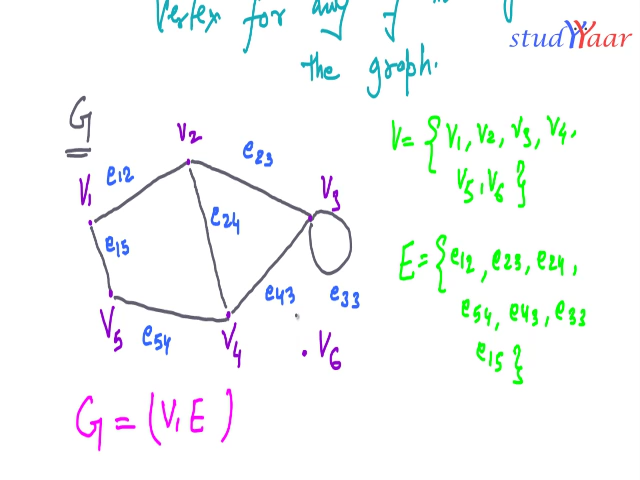 Vertex for any
studYYaar
the graph.
G
V= {V1, V2, V3, V4,
V5, V6}
V2
e12
e23
V1
V3
e24
e15
E= {e12, e23, e24,
e54, e43, e33
e15}
e43
e33
V5
e54
V4
V6
G = (V, E)